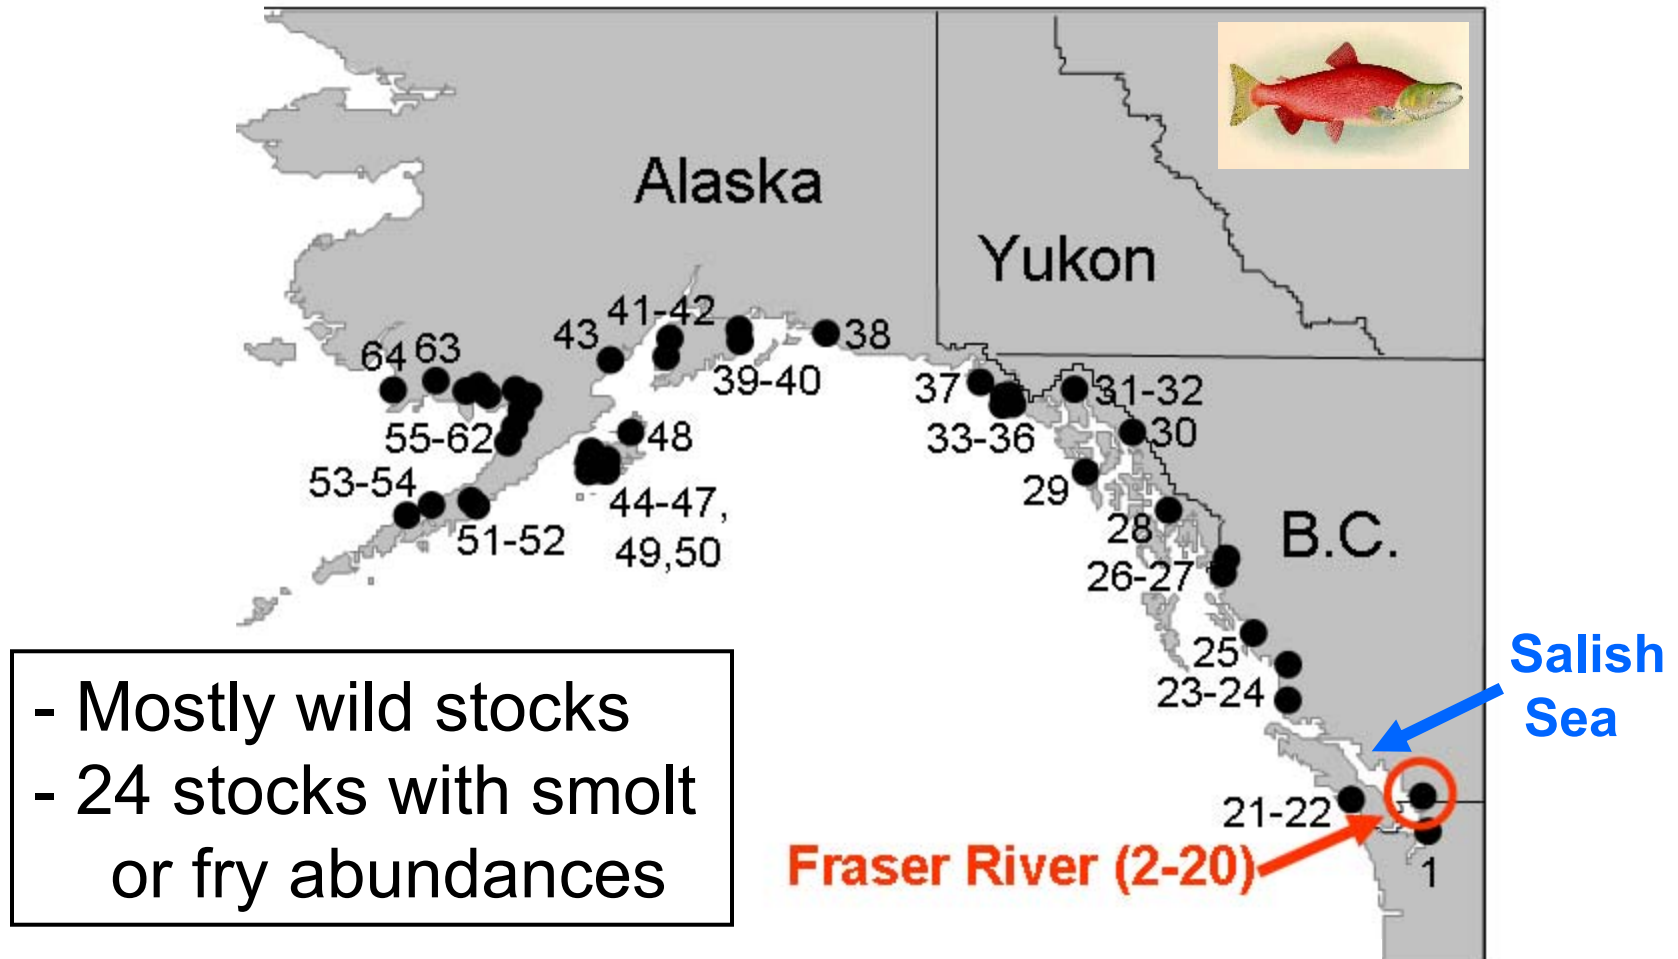 Alaska
Yukon
41-42
43
38
64
63
39-40
37
31-32
55-62
48
33-36
30
53-54
29
44-47,
49,50
28
51-52
B.C.
26-27
25
Salish
Sea
23-24
21-22
Fraser River (2-20)
1
- Mostly wild stocks
- 24 stocks with smolt
or fry abundances